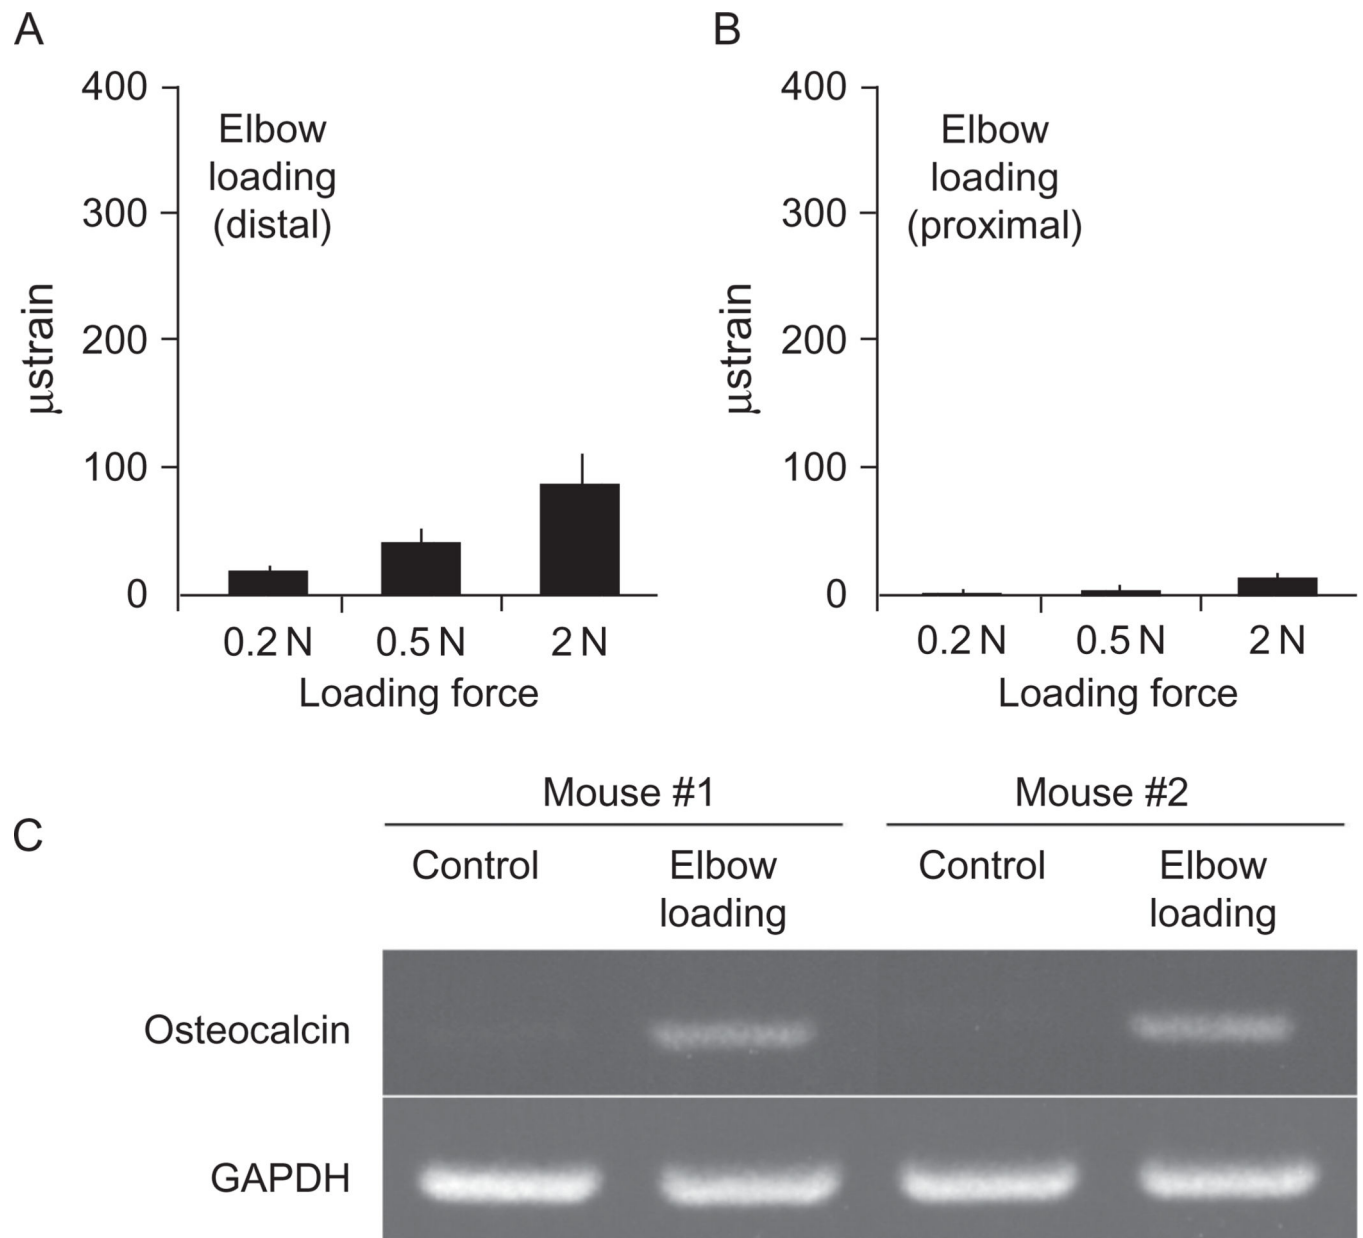 A
400
300
200
100
0
µstrain
Elbow
loading
(distal)
0.2 N 0.5 N 2 N
Loading force
B
400
300
200
100
0
µstrain
Elbow
loading
(proximal)
0.2 N 0.5 N 2 N
Loading force
C
Mouse #1 Mouse #2
Control Elbow loading Control Elbow loading
Osteocalcin
GAPDH